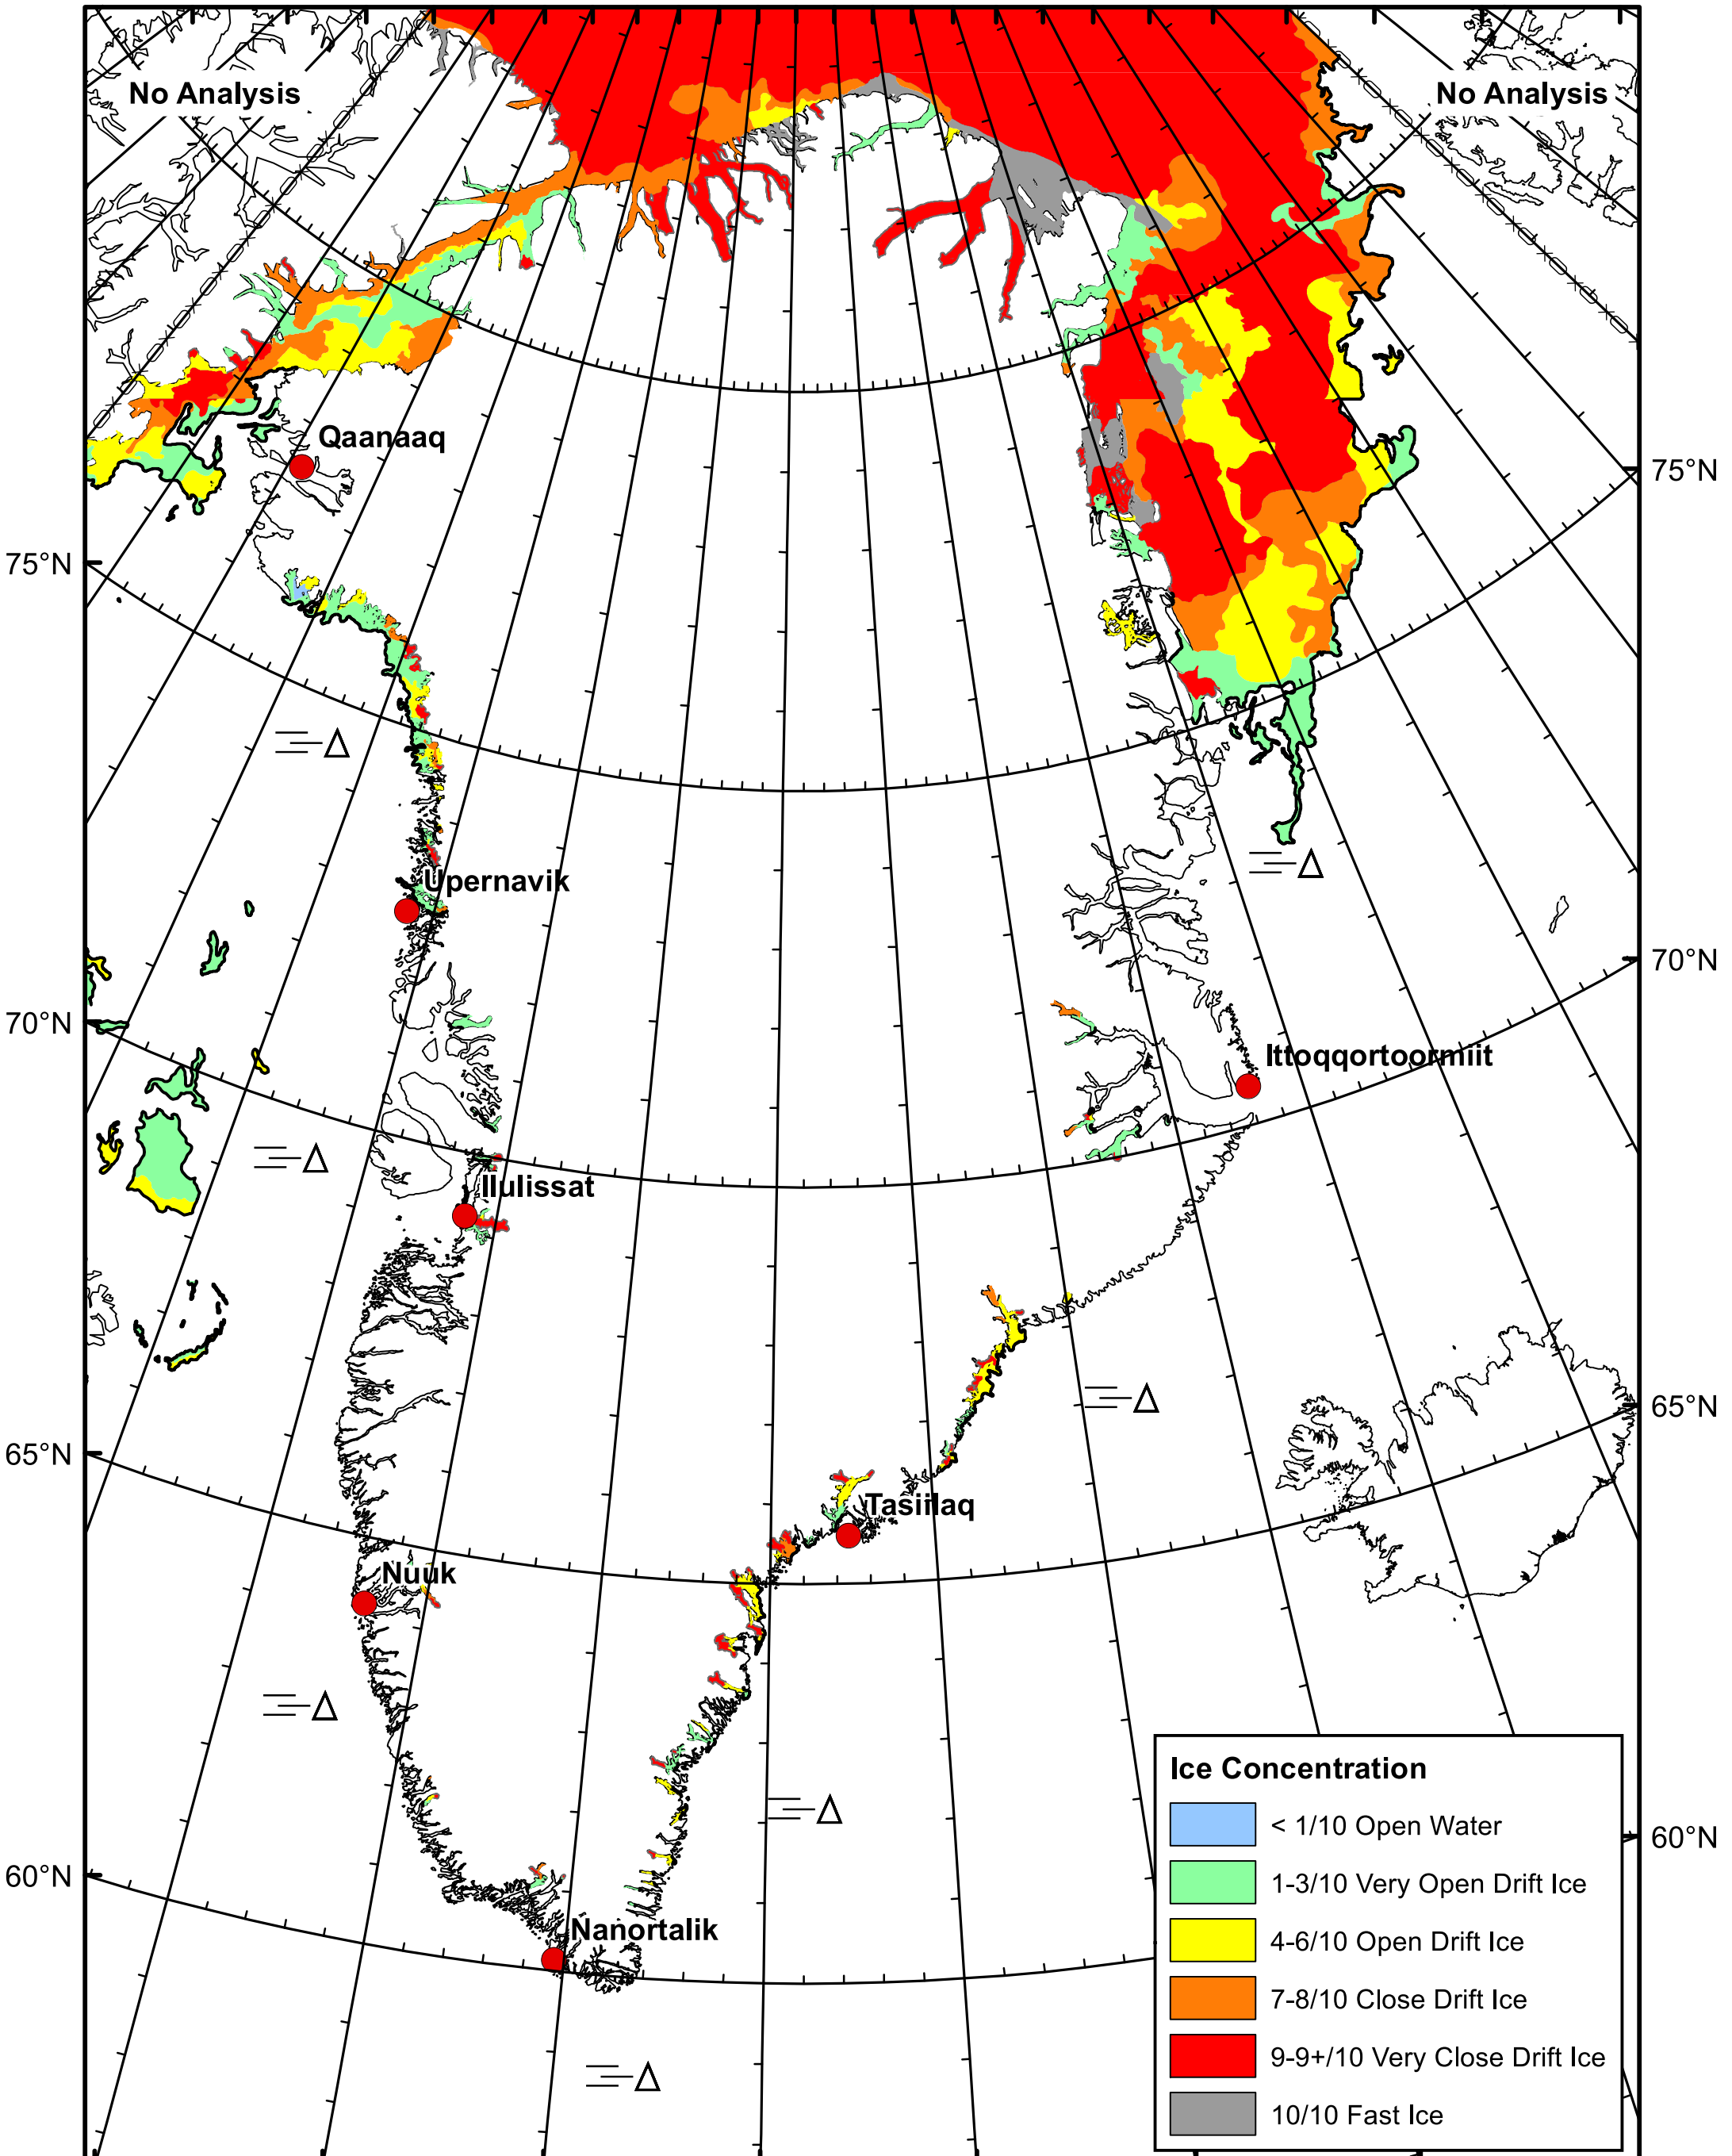 No Analysis
No Analysis
Qaanaaq
75°N
75°N
Upernavik
70°N
70°N
Ittoqqortoormiit
Ilulissat
65°N
65°N
Tasiilaq
Nuuk
Ice Concentration
< 1/10 Open Water
1-3/10 Very Open Drift Ice
4-6/10 Open Drift Ice
7-8/10 Close Drift Ice
9-9+/10 Very Close Drift Ice
10/10 Fast Ice
60°N
60°N
Nanortalik